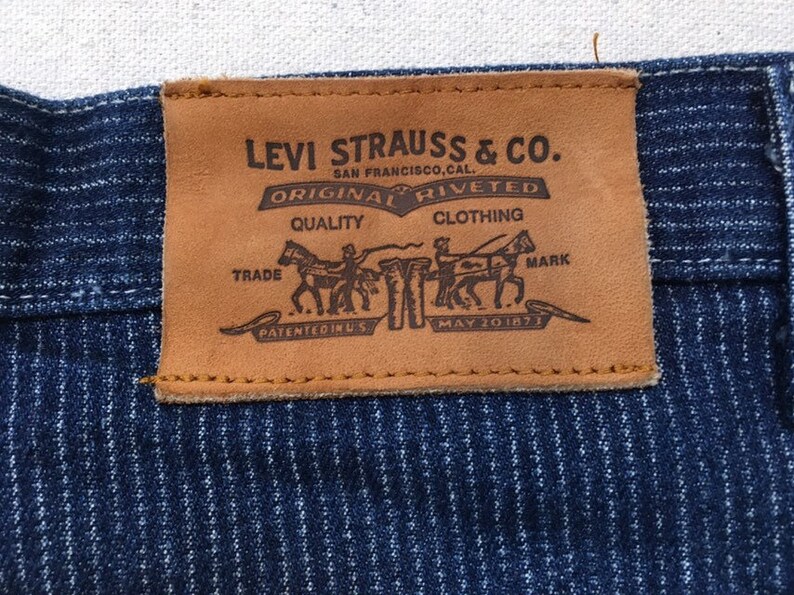 LEVI STRAUSS & CO.
SAN FRANCISCO, CAL.
ORIGINAL RIVETED
QUALITY CLOTHING
TRADE MARK
PATENTED IN U.S. MAY 20 1873